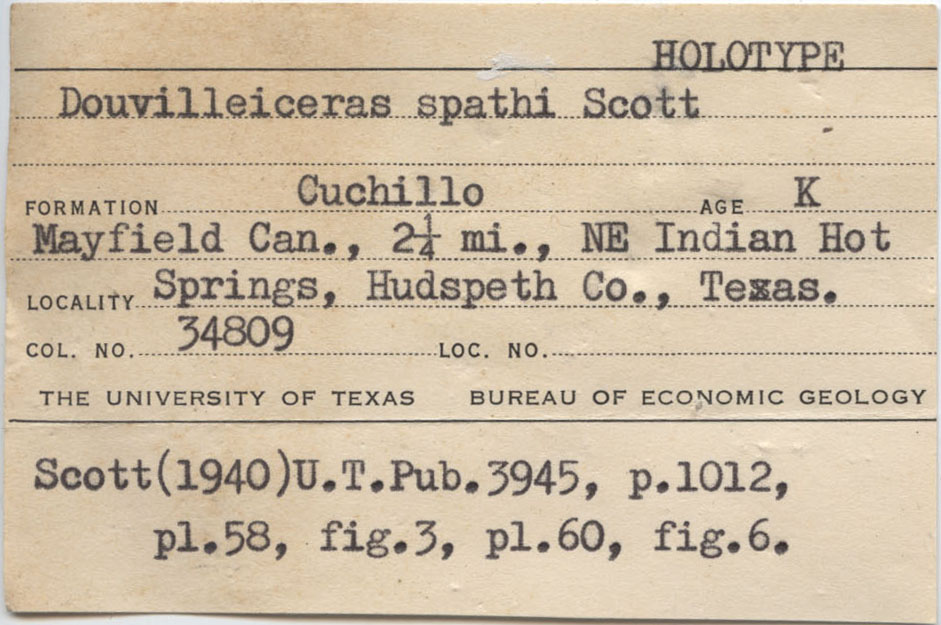 HOLOTYPE
Douvilleiceras spathi Scott
FORMATION Cuchillo AGE K
Mayfield Can., 2¼ mi., NE Indian Hot
LOCALITY Springs, Hudspeth Co., Texas.
COL. NO. 34809 LOC. NO.
THE UNIVERSITY OF TEXAS BUREAU OF ECONOMIC GEOLOGY
Scott(1940)U.T.Pub.3945, p.1012,
pl.58, fig.3, pl.60, fig.6.